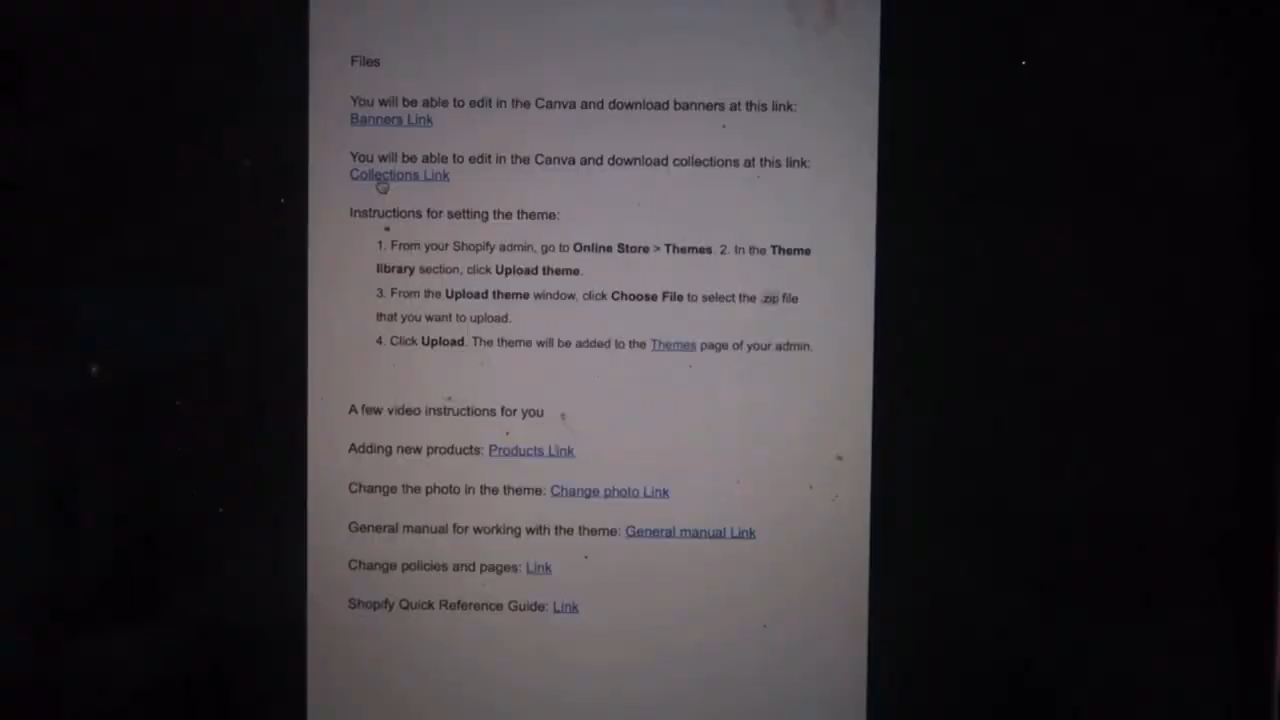 Files
You will be able to edit in the Canva and download banners at this link:
Banners Link
You will be able to edit in the Canva and download collections at this link:
Collections Link
Instructions for setting the theme:
1. From your Shopify admin, go to Online Store > Themes. 2. In the Theme
library section, click Upload theme.
3. From the Upload theme window, click Choose File to select the .zip file
that you want to upload.
4. Click Upload. The theme will be added to the Themes page of your admin.
A few video instructions for you
Adding new products: Products Link
Change the photo in the theme: Change photo Link
General manual for working with the theme: General manual Link
Change policies and pages: Link
Shopify Quick Reference Guide: Link